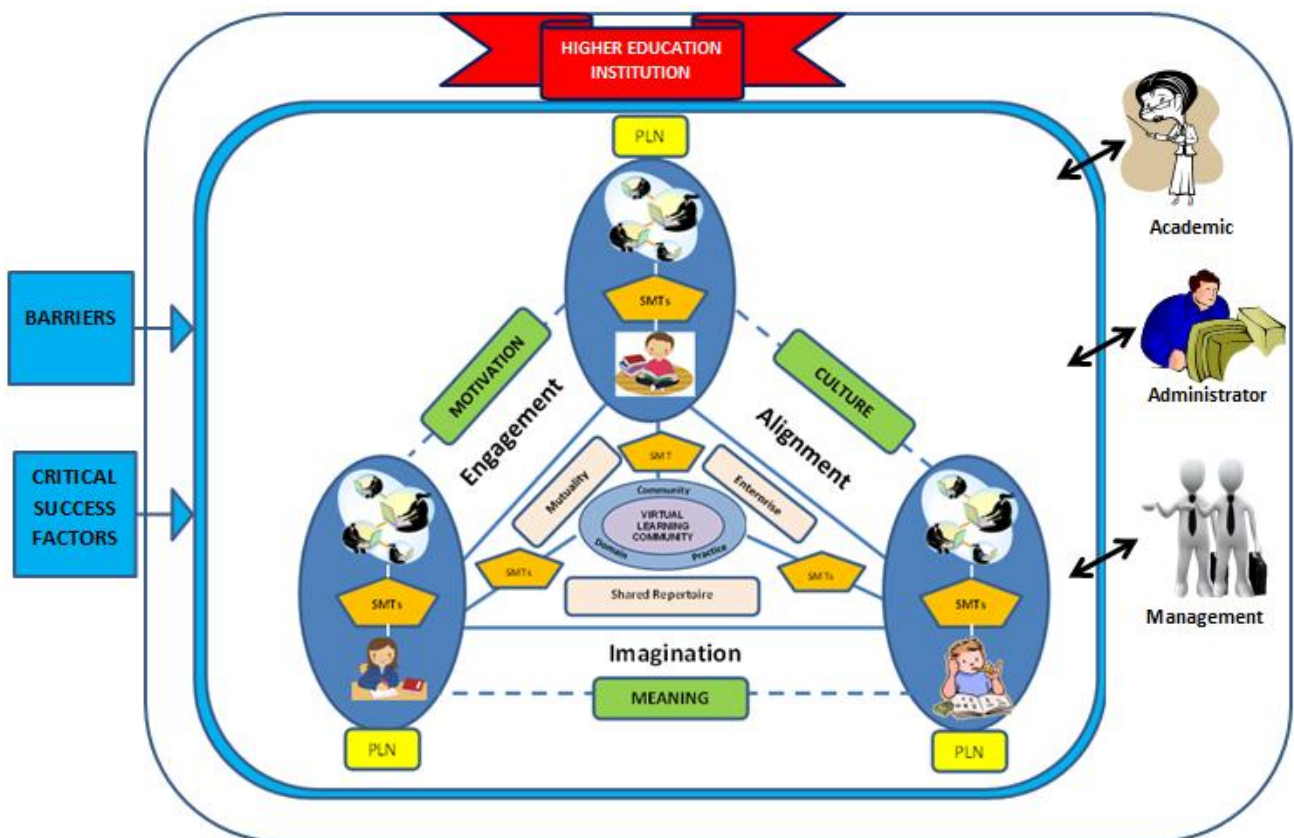 HIGHER EDUCATION
INSTITUTION
PLN
SMTs
Academic
BARRIERS
MOTIVATION
CULTURE
Engagement
Alignment
Administrator
CRITICAL
SUCCESS
FACTORS
SMT
Mutuality
Enterorise
Community
VIRTUAL
LEARNING
COMMUNITY
Domain
Practice
SMTs
SMTs
Shared Repertoire
SMTs
SMTs
Management
Imagination
MEANING
PLN
PLN